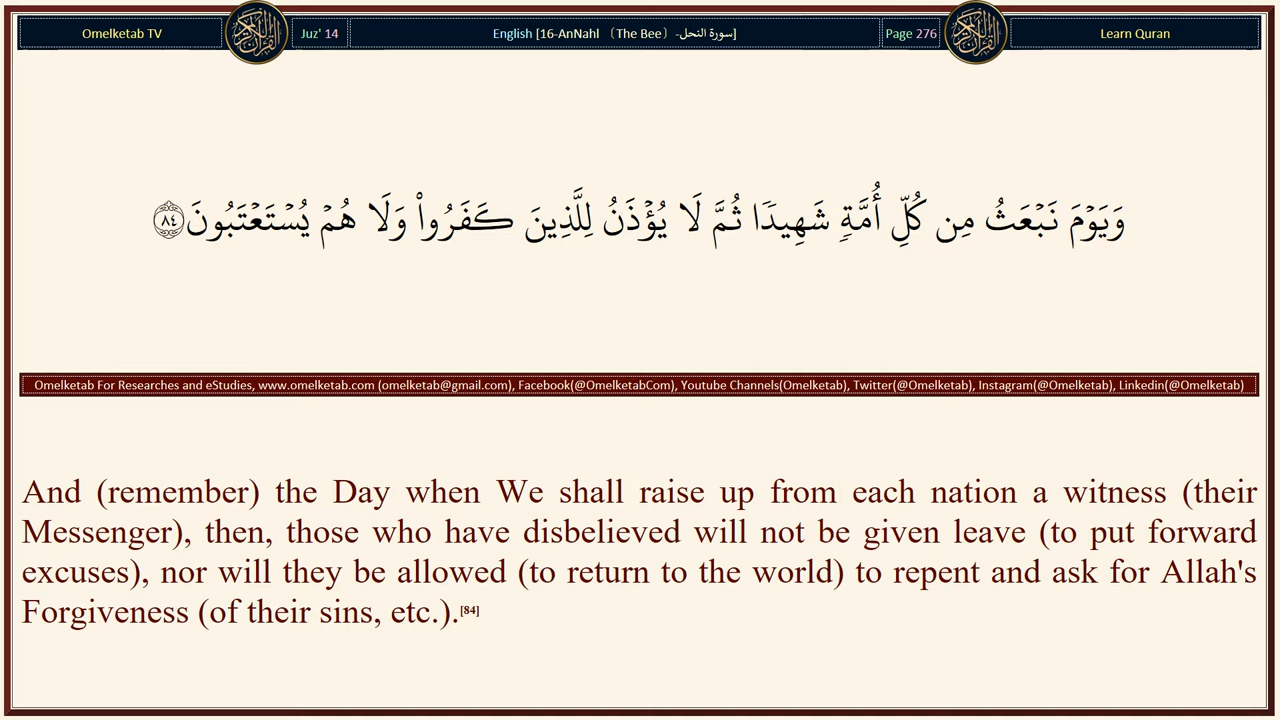 Omelketab TV
Juz' 14
English [16-AnNahl (The Bee) -سورة النحل]
Page 276
Learn Quran
وَيَوۡمَ نَبۡعَثُ مِن كُلِّ أُمَّةٖ شَهِيدٗا ثُمَّ لَا يُؤۡذَنُ لِلَّذِينَ كَفَرُواْ وَلَا هُمۡ يُسۡتَعۡتَبُونَ ٨٤
Omelketab For Researches and eStudies, www.omelketab.com (omelketab@gmail.com), Facebook(@OmelketabCom), Youtube Channels(Omelketab), Twitter(@Omelketab), Instagram(@Omelketab), Linkedin(@Omelketab)
And (remember) the Day when We shall raise up from each nation a witness (their
Messenger), then, those who have disbelieved will not be given leave (to put forward
excuses), nor will they be allowed (to return to the world) to repent and ask for Allah's
Forgiveness (of their sins, etc.).[84]